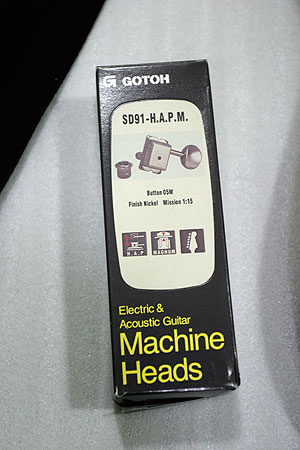 G GOTOH
SD91-H.A.P.M.
Button 05M
Finish Nickel Mission 1:15
H.A.P
MAGNUM
Electric &
Acoustic Guitar
Machine
Heads